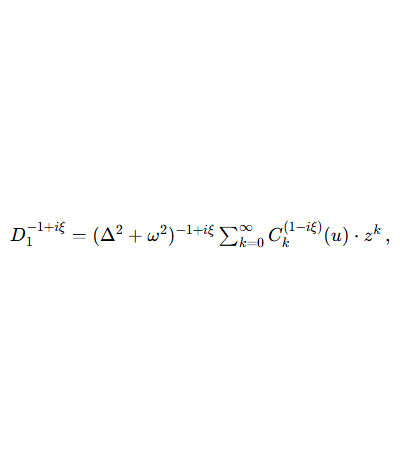 $D_1^{-1+i\xi} = (\Delta^2 + \omega^2)^{-1+i\xi} \sum_{k=0}^{\infty} C_k^{(1-i\xi)}(u) \cdot z^k \,,$